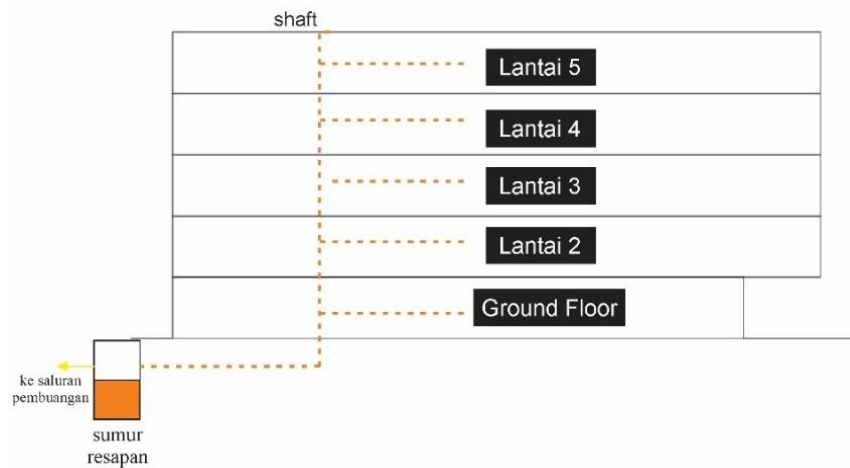 shaft
Lantai 5
Lantai 4
Lantai 3
Lantai 2
Ground Floor
ke saluran
pembuangan
sumur
resapan